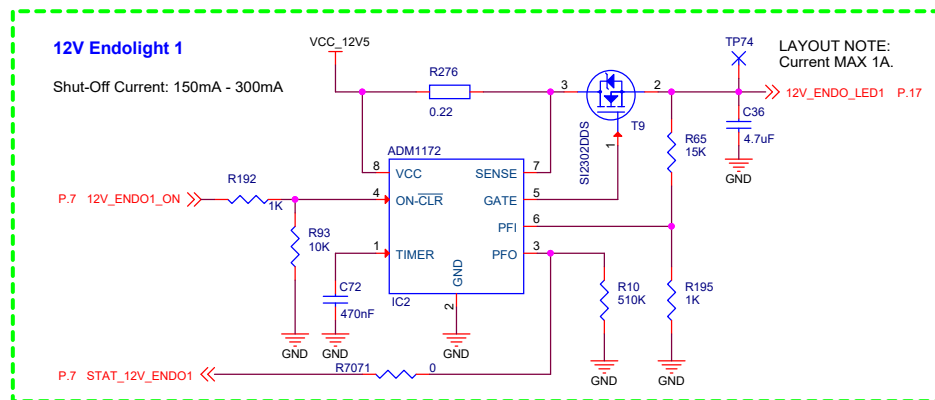 12V Endolight 1
Shut-Off Current: 150mA - 300mA
VCC_12V5
TP74
LAYOUT NOTE:
Current MAX 1A.
R276
0.22
3
2
12V_ENDO_LED1 P.17
SI2302DDS
T9
1
C36
4.7uF
GND
R65
15K
ADM1172
8
VCC
SENSE
7
P.7 12V_ENDO1_ON
R192
1K
4
ON-CLR
GATE
5
PFI
6
R93
10K
1
TIMER
PFO
3
GND
2
IC2
C72
470nF
R10
510K
R195
1K
GND
GND
GND
GND
GND
P.7 STAT_12V_ENDO1
R7071
0